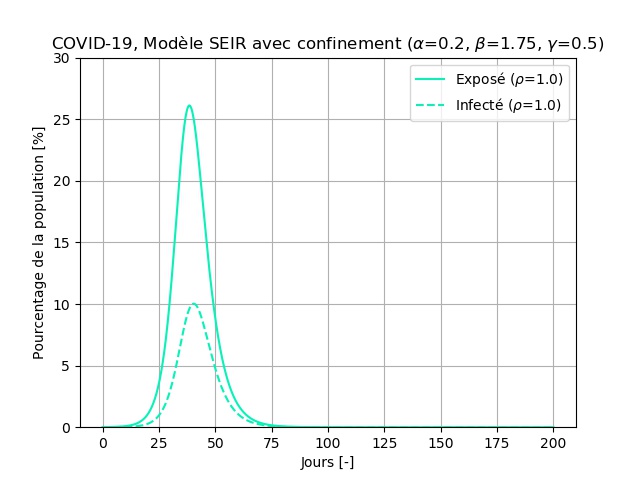 COVID-19, Modèle SEIR avec confinement (α=0.2, β=1.75, γ=0.5)
Exposé (ρ=1.0)
Infecté (ρ=1.0)
Pourcentage de la population [%]
30
25
20
15
10
5
0
0 25 50 75 100 125 150 175 200
Jours [-]